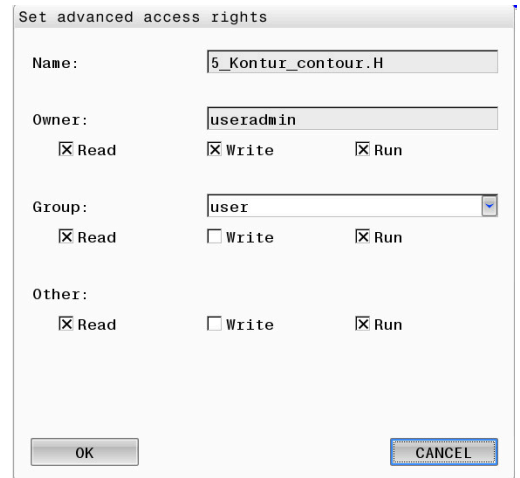 Set advanced access rights
Name: 5_Kontur_contour.H
Owner: useradmin
Read Write Run
Group: user
Read Write Run
Other:
Read Write Run
OK CANCEL